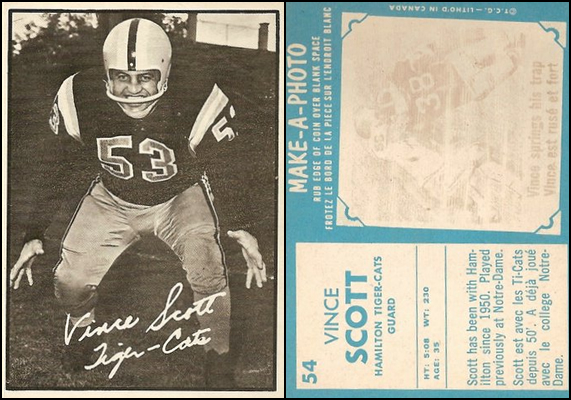 53
53
5
Vince Scott
Tiger-Cats
© T.C.G. - LITHO'D IN CANADA
MAKE-A-PHOTO
RUB EDGE OF COIN OVER BLANK SPACE
FROTEZ LE BORD DE LA PIECE SUR L'ENDROIT BLANC
38
Vince springs his trap
Vince est rusé et fort
54
VINCE
SCOTT
HAMILTON TIGER-CATS
GUARD
HT: 5:08 WT: 230
AGE: 35
Scott has been with Ham-
ilton since 1950. Played
previously at Notre-Dame.
Scott est avec les Ti-Cats
depuis 50'. A déjà joué
avec le college Notre-
Dame.